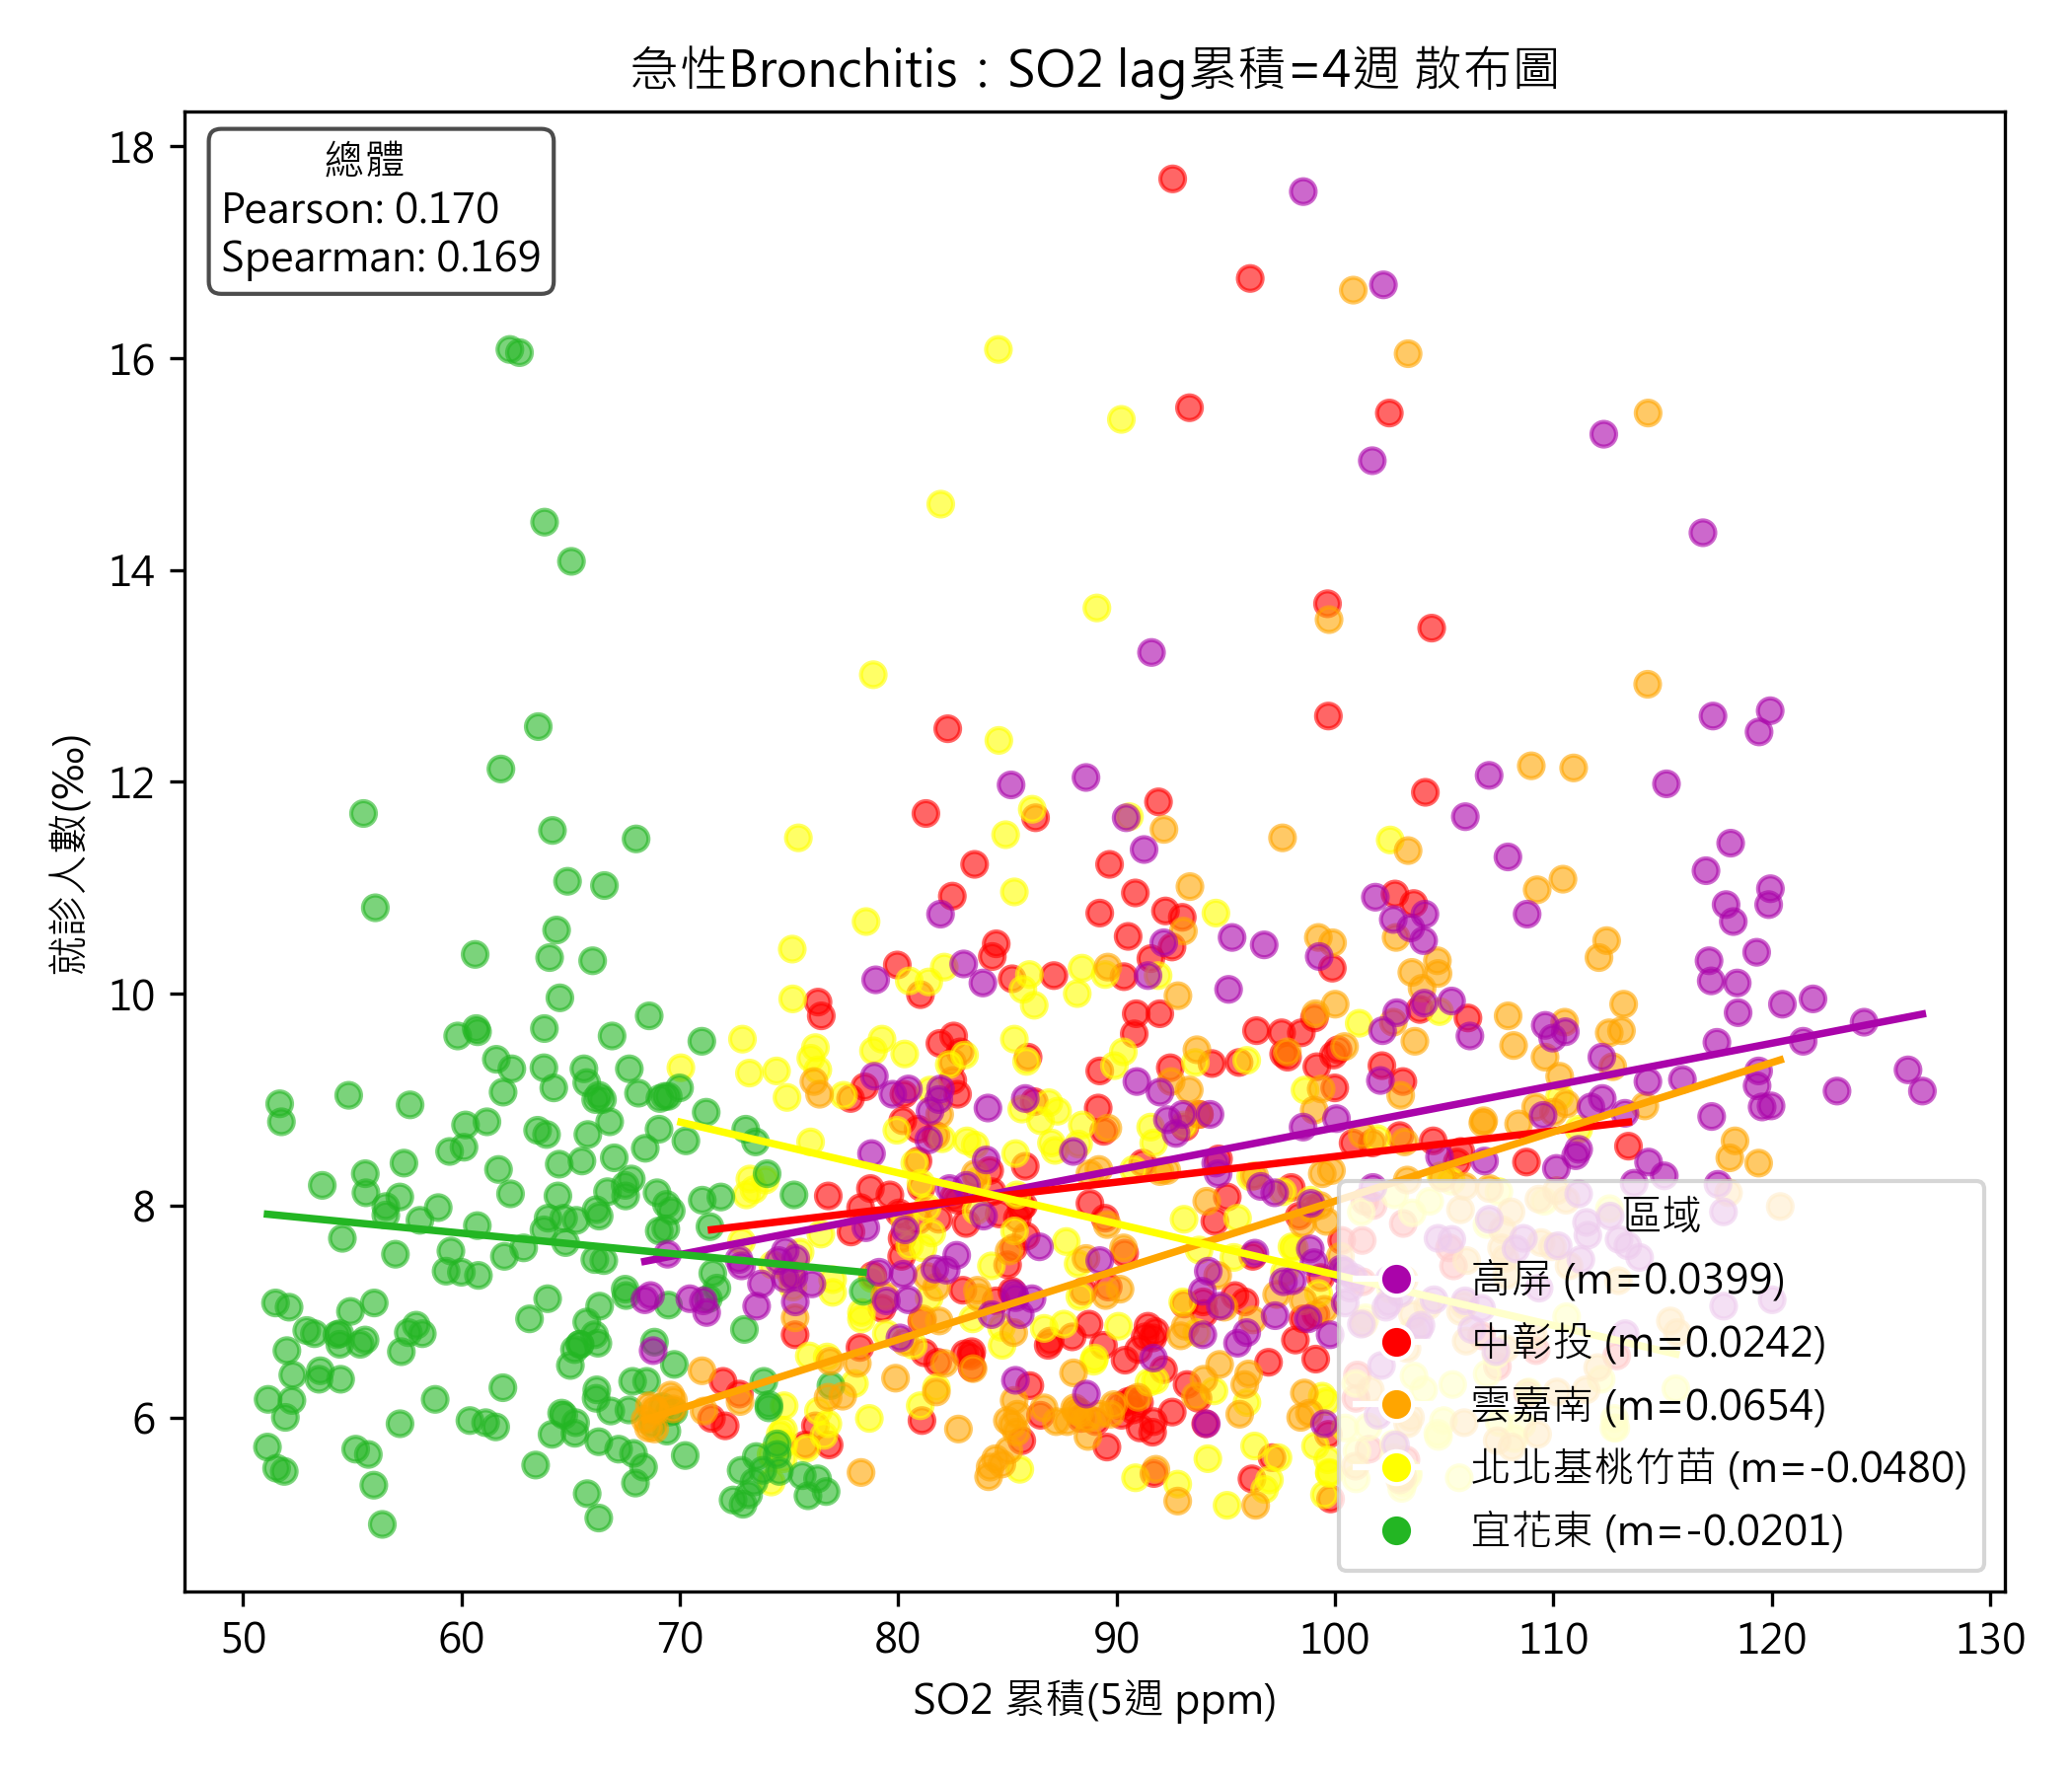 急性Bronchitis：SO2 lag累積=4週 散布圖
總體
Pearson: 0.170
Spearman: 0.169
就診人數(‰)
18
16
14
12
10
8
6
區域
高屏 (m=0.0399)
中彰投 (m=0.0242)
雲嘉南 (m=0.0654)
北北基桃竹苗 (m=-0.0480)
宜花東 (m=-0.0201)
50 60 70 80 90 100 110 120 130
SO2 累積(5週 ppm)